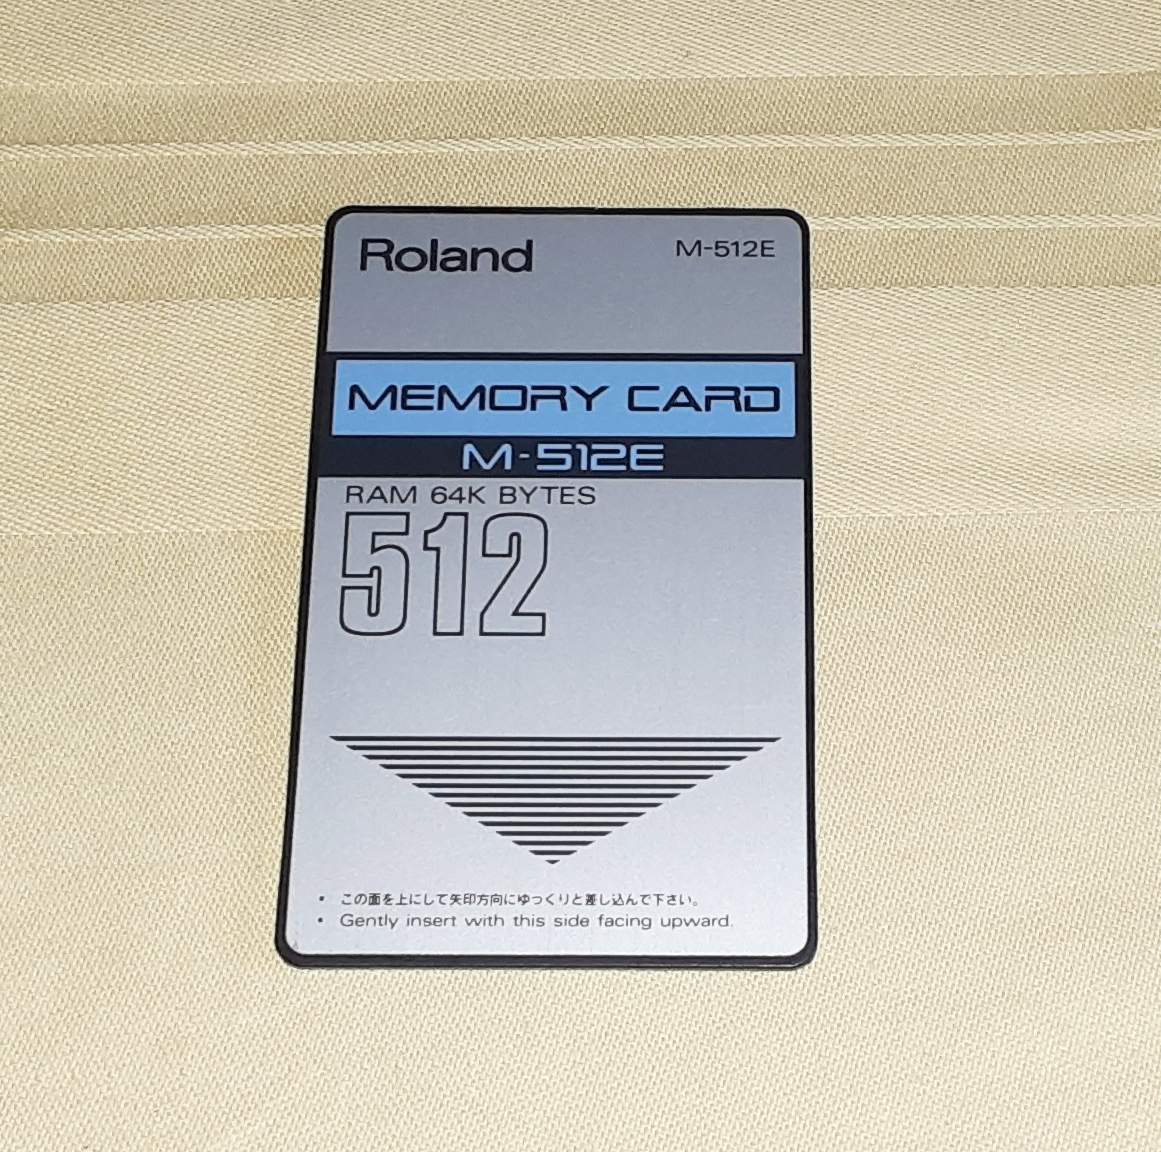 Roland M-512E
MEMORY CARD
M-512E
RAM 64K BYTES
512
• この面を上にして矢印方向にゆっくりと差し込んで下さい。
• Gently insert with this side facing upward.